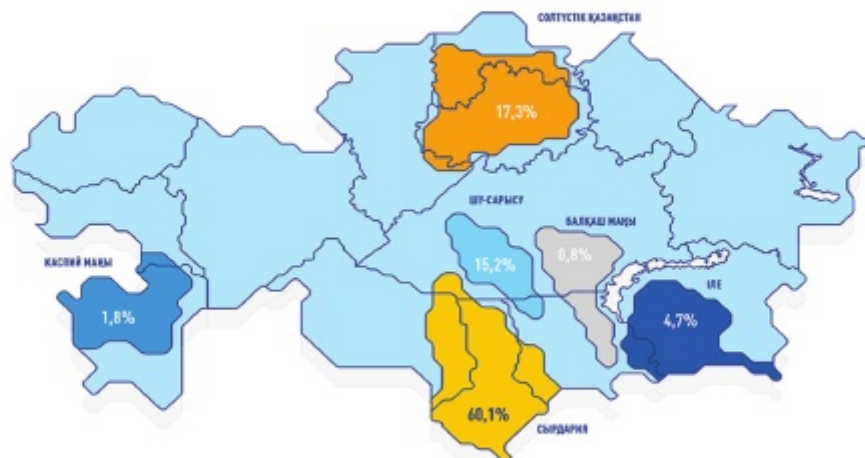 СОЛТҮСТІК ҚАЗАҚСТАН
17,3%
ШУ-САРЫСУ
БАЛҚАШ МАҢЫ
15,2%
0,8%
КАСПИЙ МАҢЫ
1,8%
ІЛЕ
4,7%
60,1%
СЫРДАРИЯ